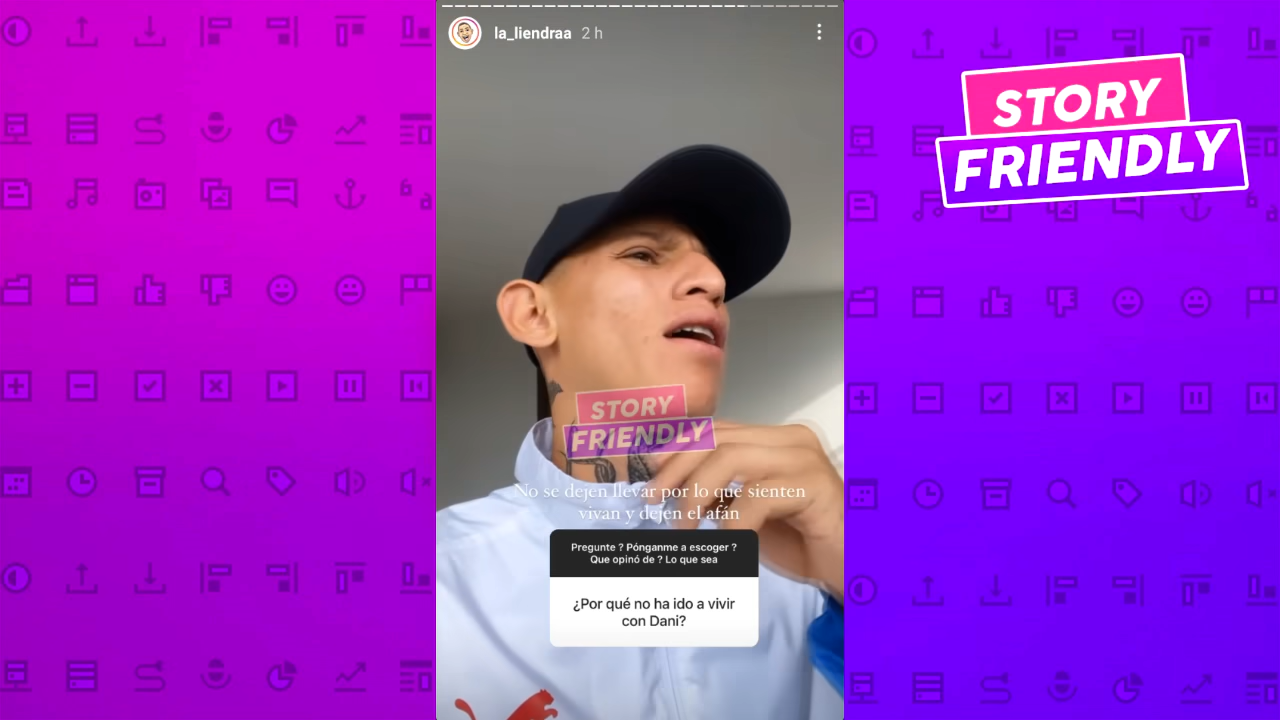 la_liendraa 2 h
STORY
FRIENDLY
STORY
FRIENDLY
No se dejen llevar por lo que sienten
vivan y dejen el afán
Pregunte ? Pónganme a escoger ?
Que opinó de ? Lo que sea
¿Por qué no ha ido a vivir
con Dani?